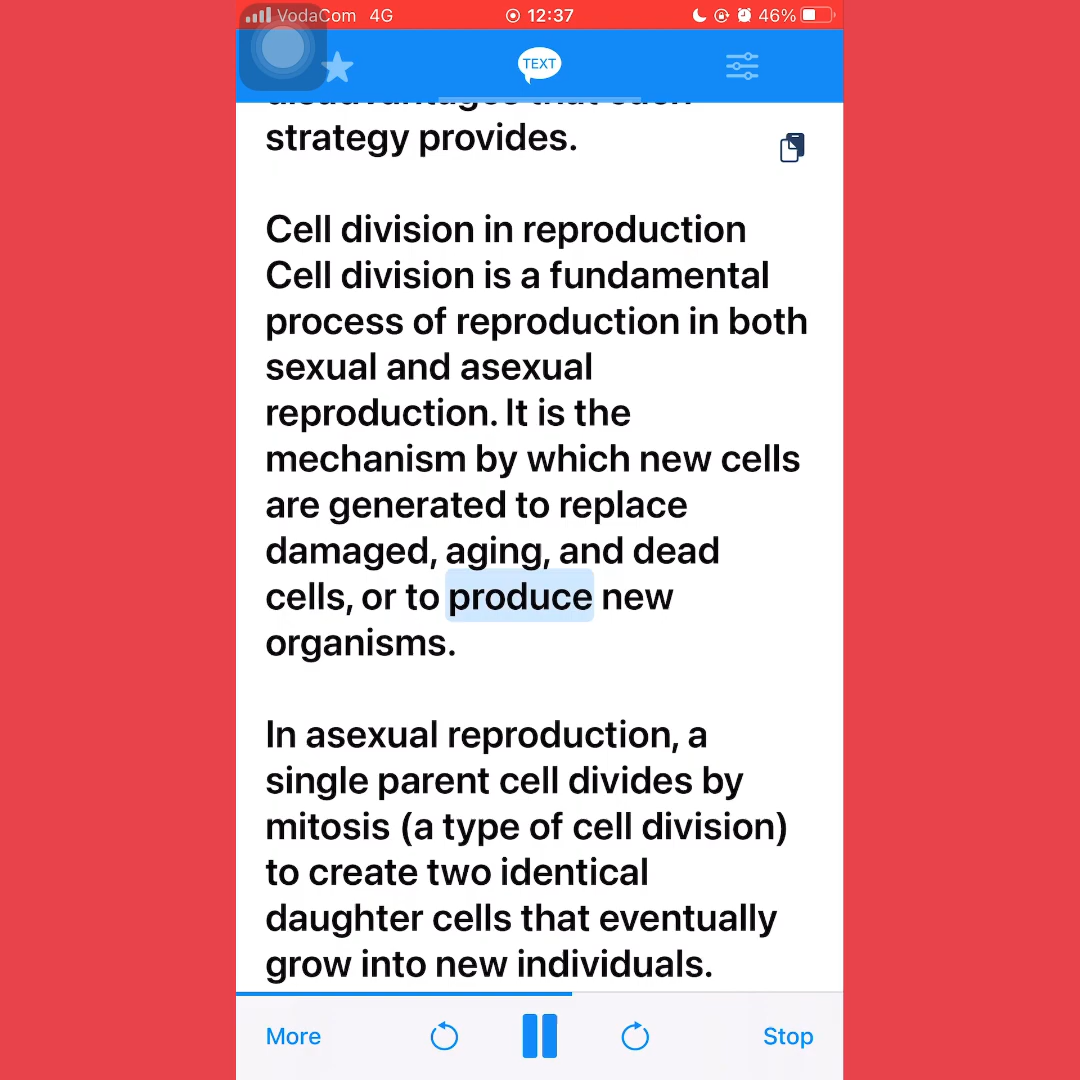 VodaCom 4G 12:37 46%
TEXT
strategy provides.
Cell division in reproduction
Cell division is a fundamental
process of reproduction in both
sexual and asexual
reproduction. It is the
mechanism by which new cells
are generated to replace
damaged, aging, and dead
cells, or to produce new
organisms.
In asexual reproduction, a
single parent cell divides by
mitosis (a type of cell division)
to create two identical
daughter cells that eventually
grow into new individuals.
More Stop